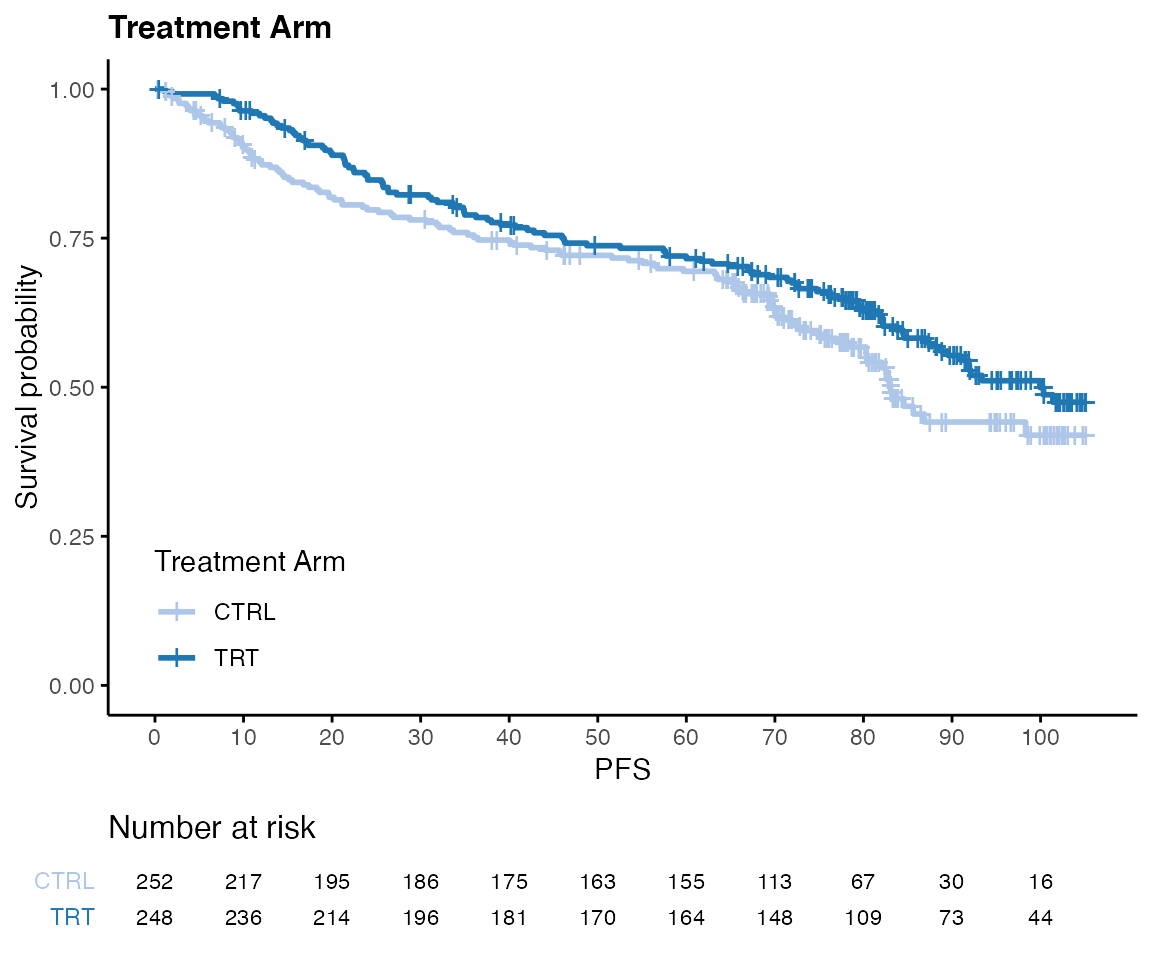 Treatment Arm
1.00
0.75
0.50
0.25
0.00
Survival probability
Treatment Arm
CTRL
TRT
0 10 20 30 40 50 60 70 80 90 100
PFS
Number at risk
CTRL 252 217 195 186 175 163 155 113 67 30 16
TRT 248 236 214 196 181 170 164 148 109 73 44